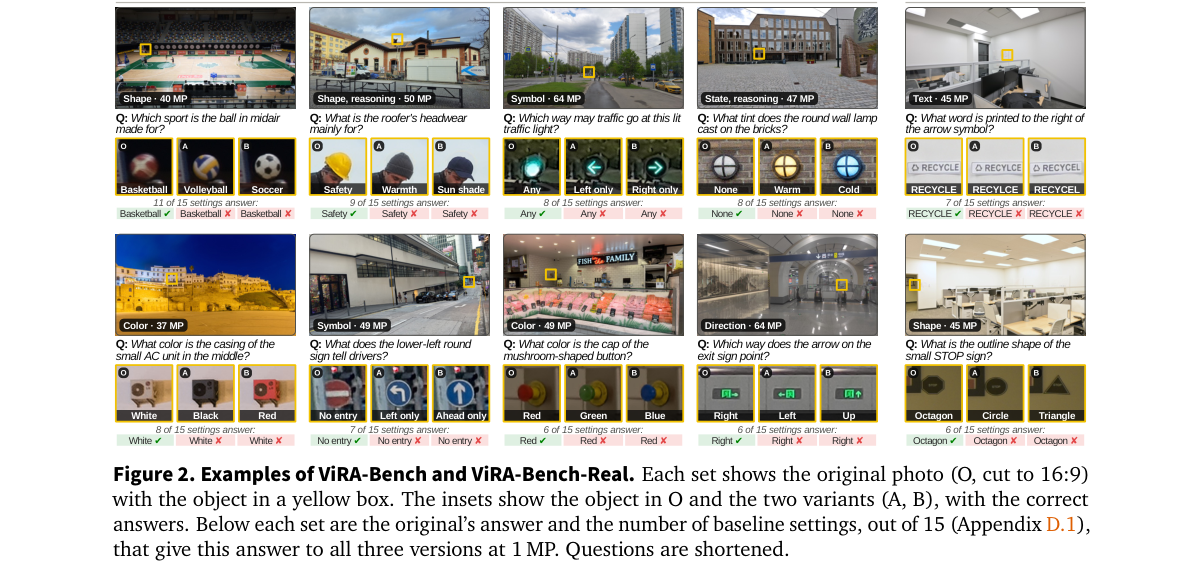 Shape · 40 MP
Q: Which sport is the ball in midair
made for?
O A B
Basketball Volleyball Soccer
11 of 15 settings answer:
Basketball ✔ Basketball ✘ Basketball ✘
Shape, reasoning · 50 MP
Q: What is the roofer's headwear
mainly for?
O A B
Safety Warmth Sun shade
9 of 15 settings answer:
Safety ✔ Safety ✘ Safety ✘
Symbol · 64 MP
Q: Which way may traffic go at this lit
traffic light?
O A B
Any Left only Right only
8 of 15 settings answer:
Any ✔ Any ✘ Any ✘
State, reasoning · 47 MP
Q: What tint does the round wall lamp
cast on the bricks?
O A B
None Warm Cold
8 of 15 settings answer:
None ✔ None ✘ None ✘
Text · 45 MP
Q: What word is printed to the right of
the arrow symbol?
O A B
RECYCLE RECYLCE RECYCEL
RECYCLE REXYLCE RECYCEL
7 of 15 settings answer:
RECYCLE ✔ RECYCLE ✘ RECYCLE ✘
Color · 37 MP
Q: What color is the casing of the
small AC unit in the middle?
O A B
White Black Red
8 of 15 settings answer:
White ✔ White ✘ White ✘
Symbol · 49 MP
Q: What does the lower-left round
sign tell drivers?
O A B
No entry Left only Ahead only
7 of 15 settings answer:
No entry ✔ No entry ✘ No entry ✘
FISH FAMILY
Color · 49 MP
Q: What color is the cap of the
mushroom-shaped button?
O A B
Red Green Blue
6 of 15 settings answer:
Red ✔ Red ✘ Red ✘
Direction · 64 MP
Q: Which way does the arrow on the
exit sign point?
O A B
Right Left Up
6 of 15 settings answer:
Right ✔ Right ✘ Right ✘
Shape · 45 MP
Q: What is the outline shape of the
small STOP sign?
O A B
Octagon Circle Triangle
6 of 15 settings answer:
Octagon ✔ Octagon ✘ Octagon ✘
Figure 2. Examples of ViRA-Bench and ViRA-Bench-Real. Each set shows the original photo (O, cut to 16:9)
with the object in a yellow box. The insets show the object in O and the two variants (A, B), with the correct
answers. Below each set are the original's answer and the number of baseline settings, out of 15 (Appendix D.1),
that give this answer to all three versions at 1 MP. Questions are shortened.